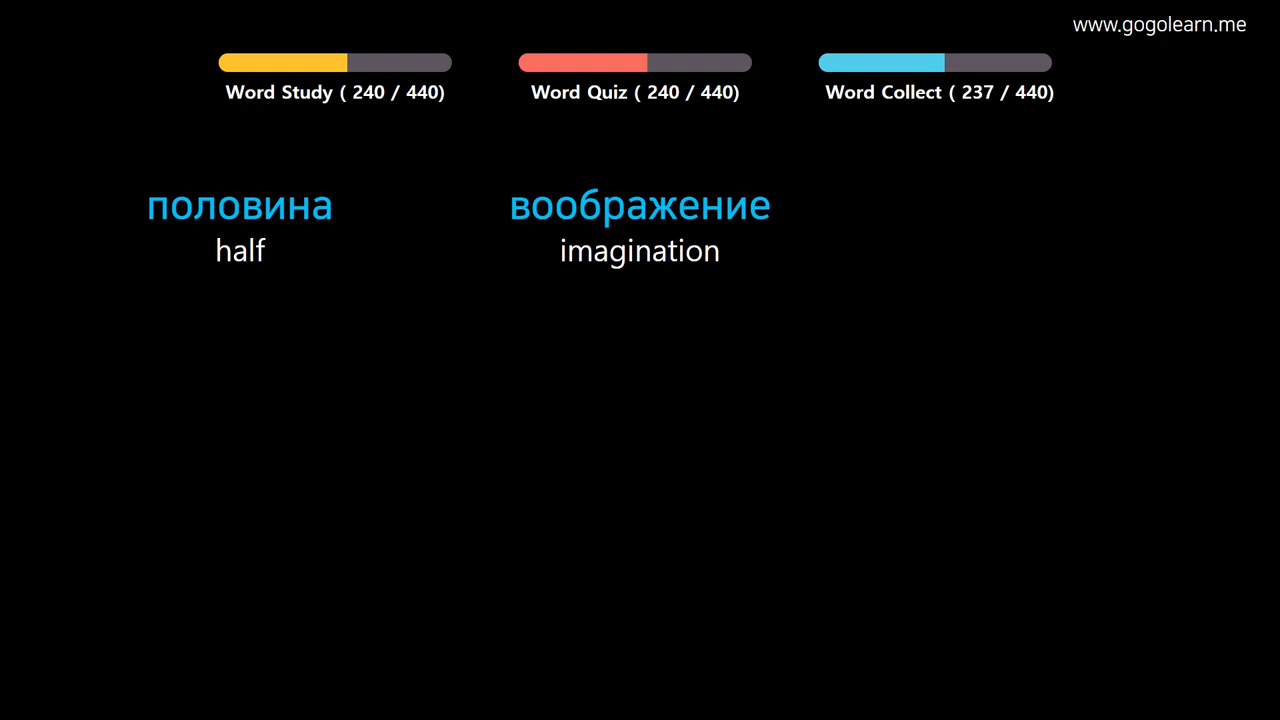 www.gogolearn.me
Word Study ( 240 / 440)
Word Quiz ( 240 / 440)
Word Collect ( 237 / 440)
половина
half
воображение
imagination